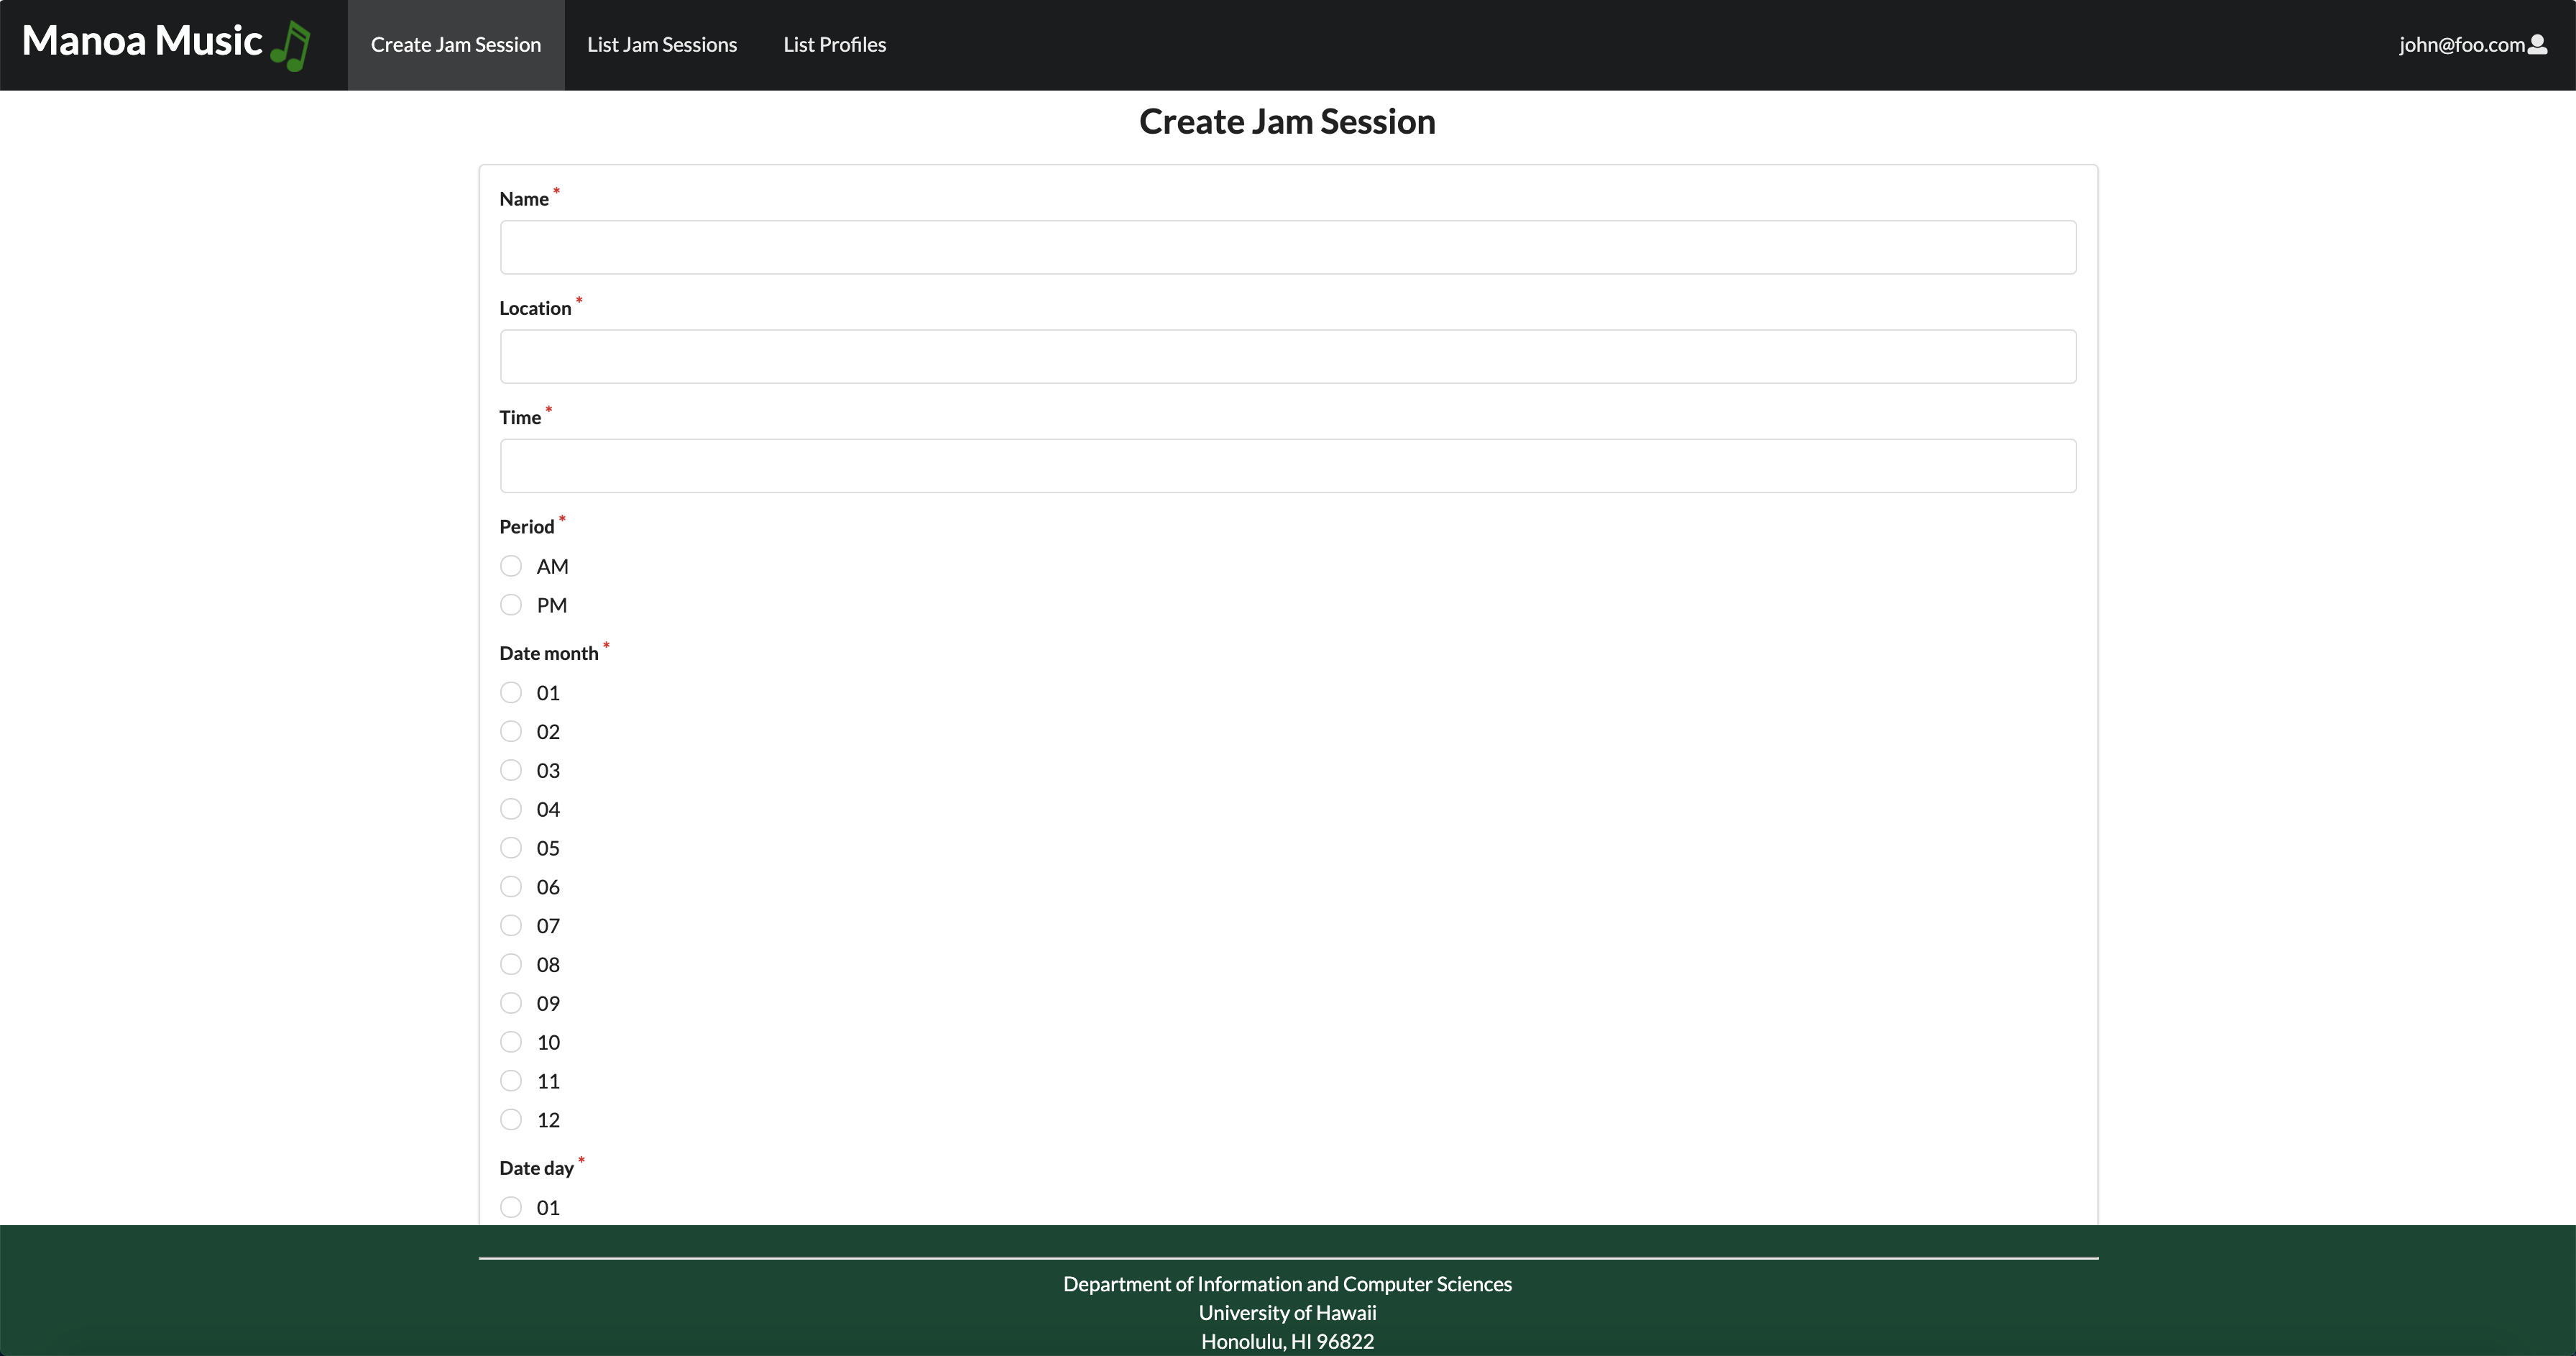 Manoa Music
Create Jam Session
List Jam Sessions
List Profiles
john@foo.com
Create Jam Session
Name *
Location *
Time *
Period *
AM
PM
Date month *
01
02
03
04
05
06
07
08
09
10
11
12
Date day *
01
Department of Information and Computer Sciences
University of Hawaii
Honolulu, HI 96822